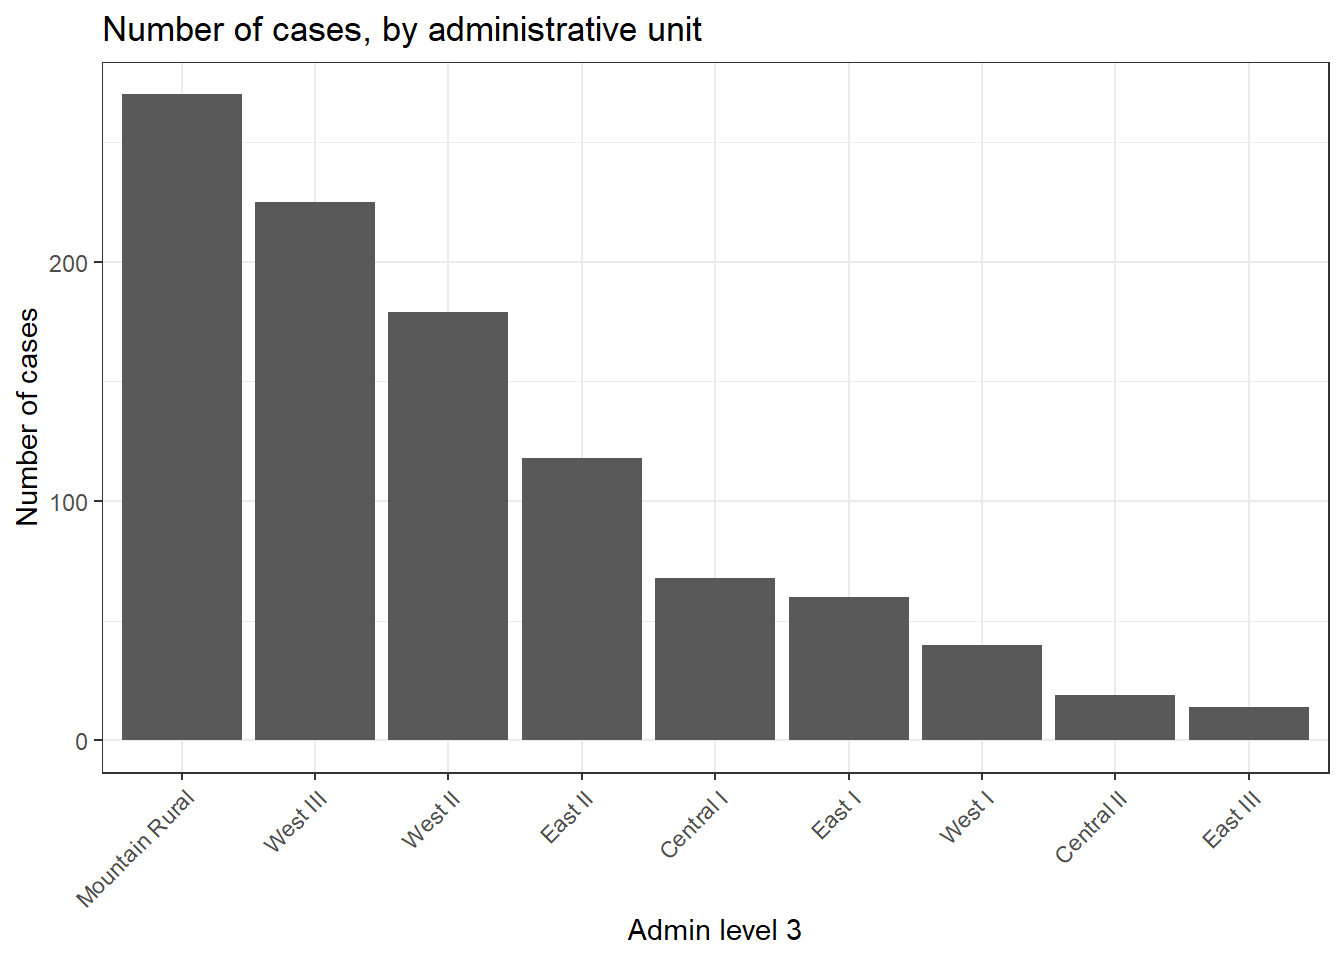 Number of cases, by administrative unit
Number of cases
200
100
0
Mountain Rural
West III
West II
East II
Central I
East I
West I
Central II
East III
Admin level 3